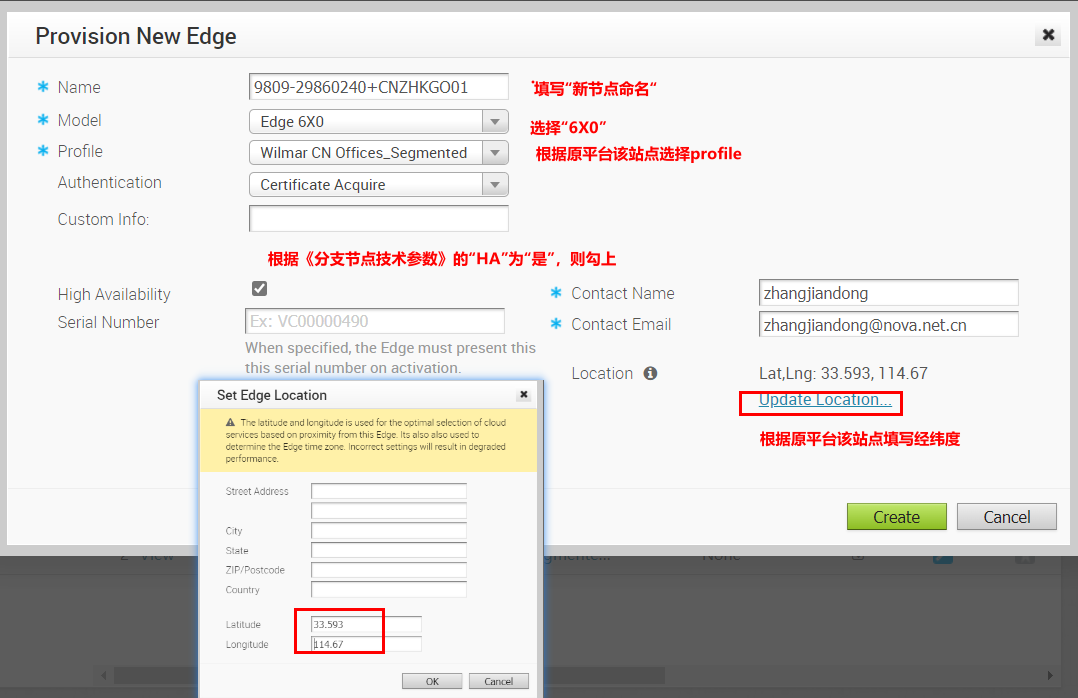 Provision New Edge
Name
9809-29860240+CNZHKGO01
填写“新节点命名“
Model
Edge 6X0
选择“6X0”
Profile
Wilmar CN Offices_Segmented
根据原平台该站点选择profile
Authentication
Certificate Acquire
Custom Info:
根据《分支节点技术参数》的“HA”为“是”，则勾上
High Availability
Serial Number
Ex: VC00000490
When specified, the Edge must present this
this serial number on activation.
Contact Name
zhangjiandong
Contact Email
zhangjiandong@nova.net.cn
Location
Lat,Lng: 33.593, 114.67
Update Location...
根据原平台该站点填写经纬度
Create
Cancel
Set Edge Location
The latitude and longitude is used for the optimal selection of cloud
services based on proximity from this Edge. Its also also used to
determine the Edge time zone. Incorrect settings will result in degraded
performance.
Street Address
City
State
ZIP/Postcode
Country
Latitude
33.593
Longitude
114.67
OK
Cancel